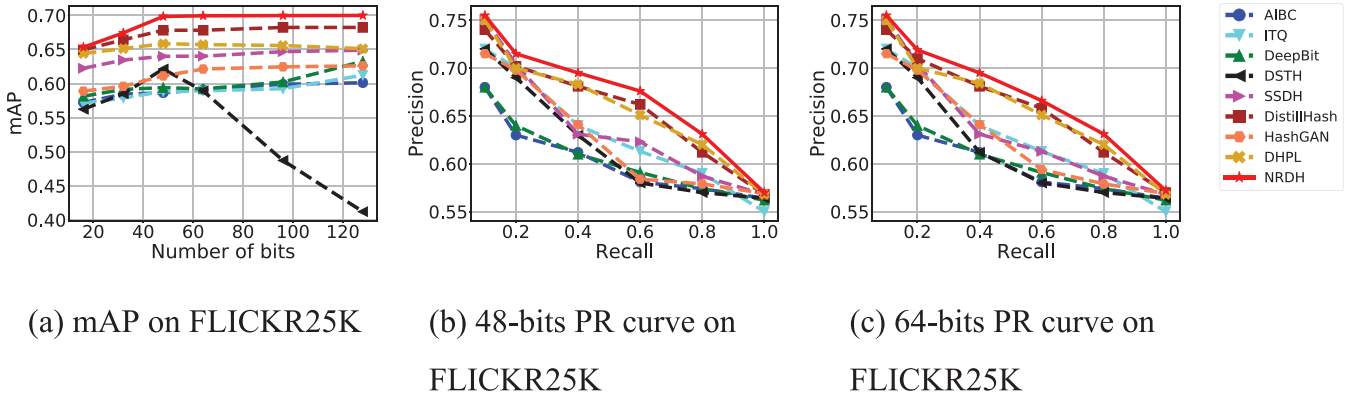 0.70
0.65
0.60
0.55
0.50
0.45
0.40
mAP
20
40
60
80
100
120
Number of bits
(a) mAP on FLICKR25K
0.75
0.70
0.65
0.60
0.55
Precision
0.2
0.4
0.6
0.8
1.0
Recall
(b) 48-bits PR curve on
FLICKR25K
0.75
0.70
0.65
0.60
0.55
Precision
0.2
0.4
0.6
0.8
1.0
Recall
(c) 64-bits PR curve on
FLICKR25K
AIBC
ITQ
DeepBit
DSTH
SSDH
DistillHash
HashGAN
DHPL
NRDH